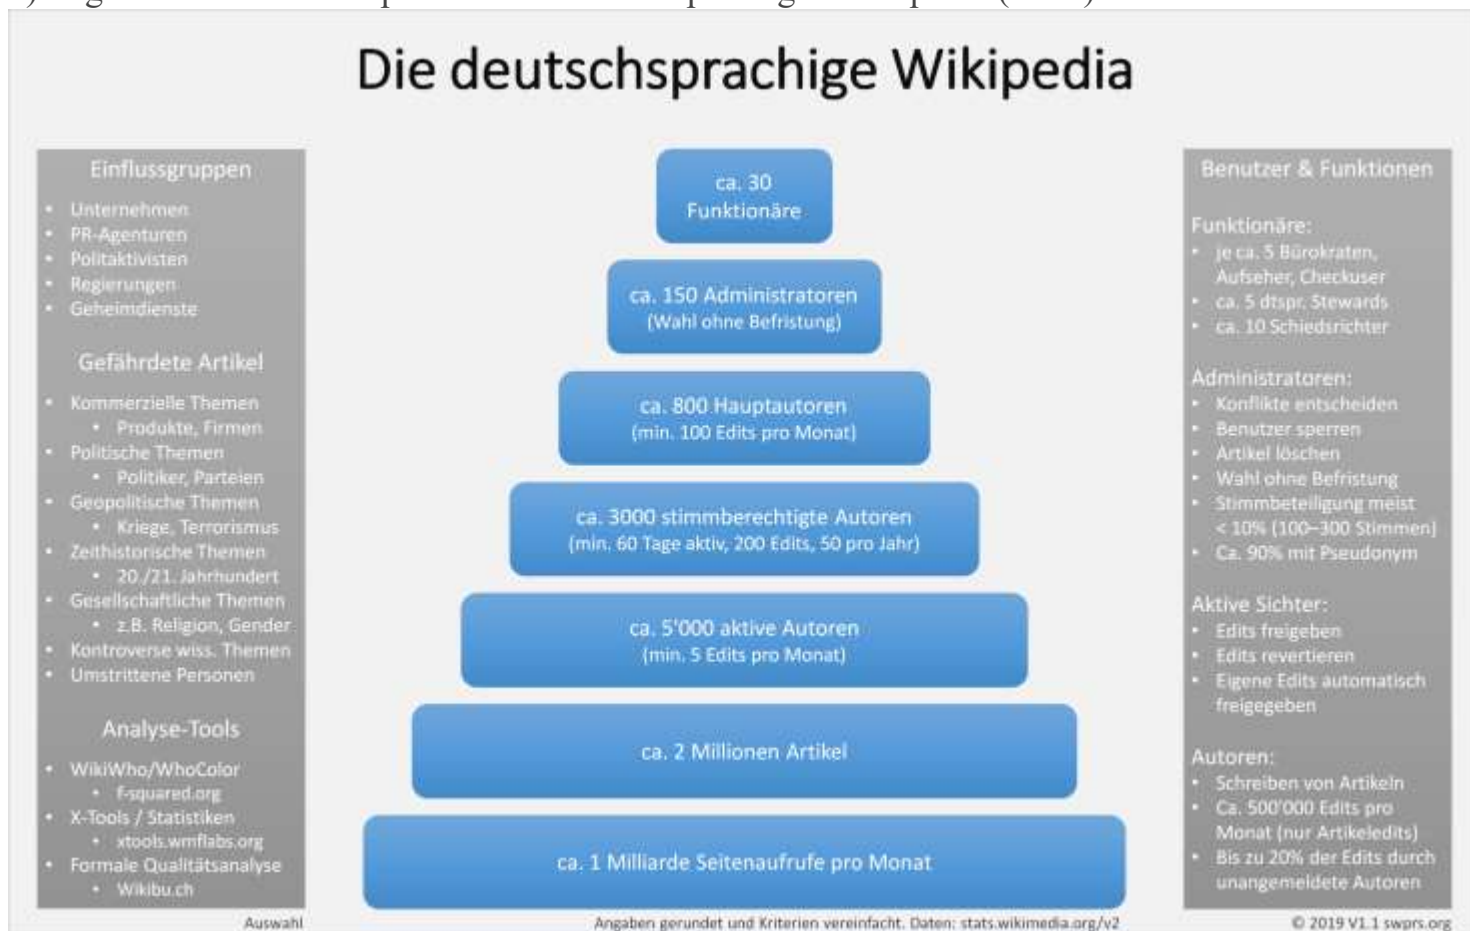 Die deutschsprachige Wikipedia
Einflussgruppen
• Unternehmen
• PR-Agenturen
• Politaktivisten
• Regierungen
• Geheimdienste
Gefährdete Artikel
• Kommerzielle Themen
• Produkte, Firmen
• Politische Themen
• Politiker, Parteien
• Geopolitische Themen
• Kriege, Terrorismus
• Zeithistorische Themen
• 20./21. Jahrhundert
• Gesellschaftliche Themen
• z.B. Religion, Gender
• Kontroverse wiss. Themen
• Umstrittene Personen
Analyse-Tools
• WikiWho/WhoColor
• f-squared.org
• X-Tools / Statistiken
• xtools.wmflabs.org
• Formale Qualitätsanalyse
• Wikibu.ch
Auswahl
ca. 30
Funktionäre
ca. 150 Administratoren
(Wahl ohne Befristung)
ca. 800 Hauptautoren
(min. 100 Edits pro Monat)
ca. 3000 stimmberechtigte Autoren
(min. 60 Tage aktiv, 200 Edits, 50 pro Jahr)
ca. 5'000 aktive Autoren
(min. 5 Edits pro Monat)
ca. 2 Millionen Artikel
ca. 1 Milliarde Seitenaufrufe pro Monat
Angaben gerundet und Kriterien vereinfacht. Daten: stats.wikimedia.org/v2
Benutzer & Funktionen
Funktionäre:
• je ca. 5 Bürokraten,
Aufseher, Checkuser
• ca. 5 dtspr. Stewards
• ca. 10 Schiedsrichter
Administratoren:
• Konflikte entscheiden
• Benutzer sperren
• Artikel löschen
• Wahl ohne Befristung
• Stimmbeteiligung meist
< 10% (100–300 Stimmen)
• Ca. 90% mit Pseudonym
Aktive Sichter:
• Edits freigeben
• Edits revertieren
• Eigene Edits automatisch
freigegeben
Autoren:
• Schreiben von Artikeln
• Ca. 500'000 Edits pro
Monat (nur Artikeledits)
• Bis zu 20% der Edits durch
unangemeldete Autoren
© 2019 V1.1 swprs.org